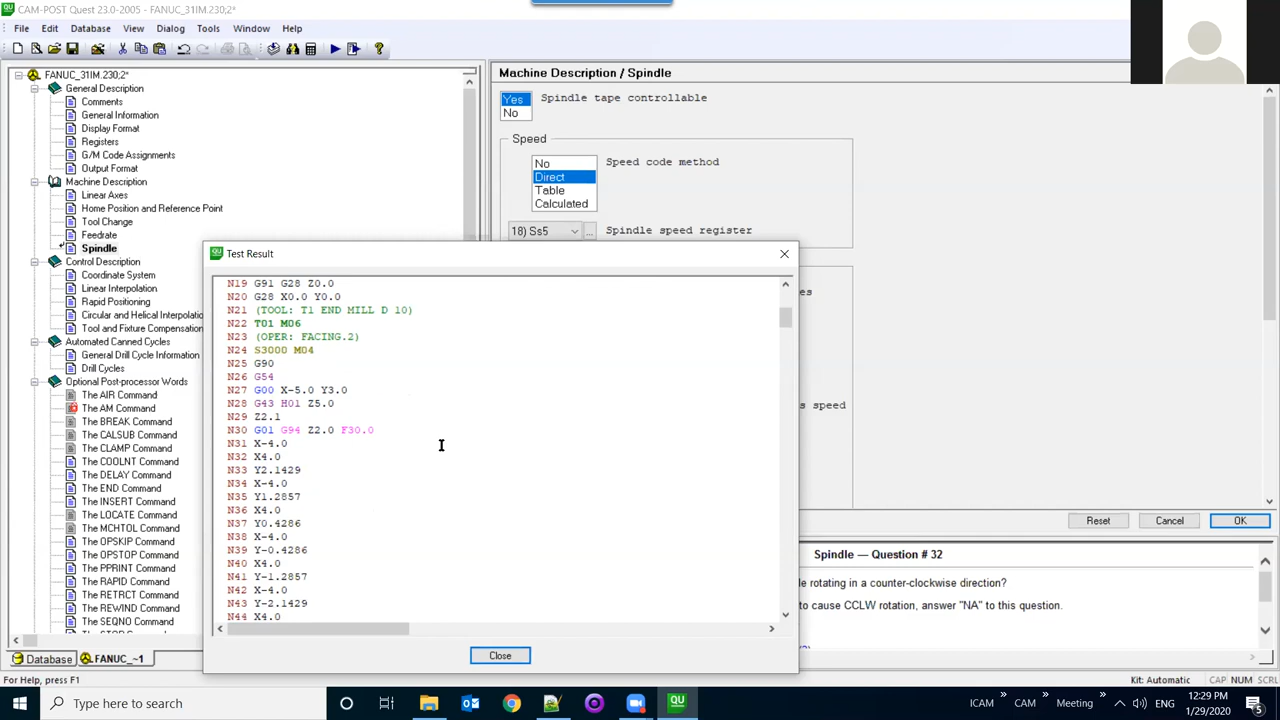 CAM-POST Quest 23.0-2005 - FANUC_31IM.230;2*
File Edit Database View Dialog Tools Window Help
FANUC_31IM.230;2*
General Description
Comments
General Information
Display Format
Registers
G/M Code Assignments
Output Format
Machine Description
Linear Axes
Home Position and Reference Point
Tool Change
Feedrate
Spindle
Control Description
Coordinate System
Linear Interpolation
Rapid Positioning
Circular and Helical Interpolatio
Tool and Fixture Compensation
Automated Canned Cycles
General Drill Cycle Information
Drill Cycles
Optional Post-processor Words
The AIR Command
The AM Command
The BREAK Command
The CALSUB Command
The CLAMP Command
The COOLNT Command
The DELAY Command
The END Command
The INSERT Command
The LOCATE Command
The MCHTOL Command
The OPSKIP Command
The OPSTOP Command
The PPRINT Command
The RAPID Command
The RETRCT Command
The REWIND Command
The SEQNO Command
Database FANUC_~1
For Help, press F1
Machine Description / Spindle
Yes Spindle tape controllable
No
Speed
No Speed code method
Direct
Table
Calculated
18) Ss5 ... Spindle speed register
es
s speed
Reset Cancel OK
Spindle — Question # 32
le rotating in a counter-clockwise direction?
to cause CCLW rotation, answer "NA" to this question.
Test Result
N19 G91 G28 Z0.0
N20 G28 X0.0 Y0.0
N21 (TOOL: T1 END MILL D 10)
N22 T01 M06
N23 (OPER: FACING.2)
N24 S3000 M04
N25 G90
N26 G54
N27 G00 X-5.0 Y3.0
N28 G43 H01 Z5.0
N29 Z2.1
N30 G01 G94 Z2.0 F30.0
N31 X-4.0
N32 X4.0
N33 Y2.1429
N34 X-4.0
N35 Y1.2857
N36 X4.0
N37 Y0.4286
N38 X-4.0
N39 Y-0.4286
N40 X4.0
N41 Y-1.2857
N42 X-4.0
N43 Y-2.1429
N44 X4.0
Close
Kit: Automatic CAP NUM SCRL
Type here to search
ICAM CAM Meeting ENG
12:29 PM
1/29/2020
5